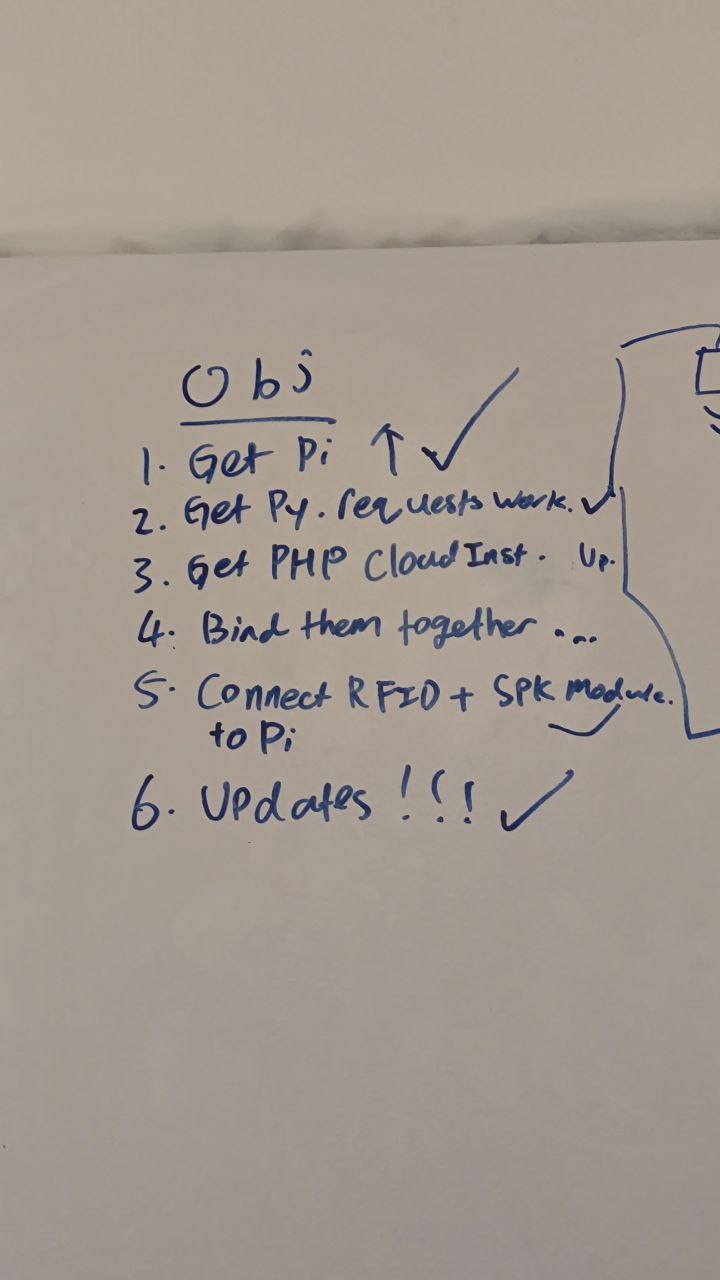 Obj
1. Get Pi ↑ ✓
2. Get Py. requests work. ✓
3. Get PHP Cloud Inst. Up.
4. Bind them together ...
5. Connect RFID + SPK Module.
to Pi ✓
6. Updates !!! ✓